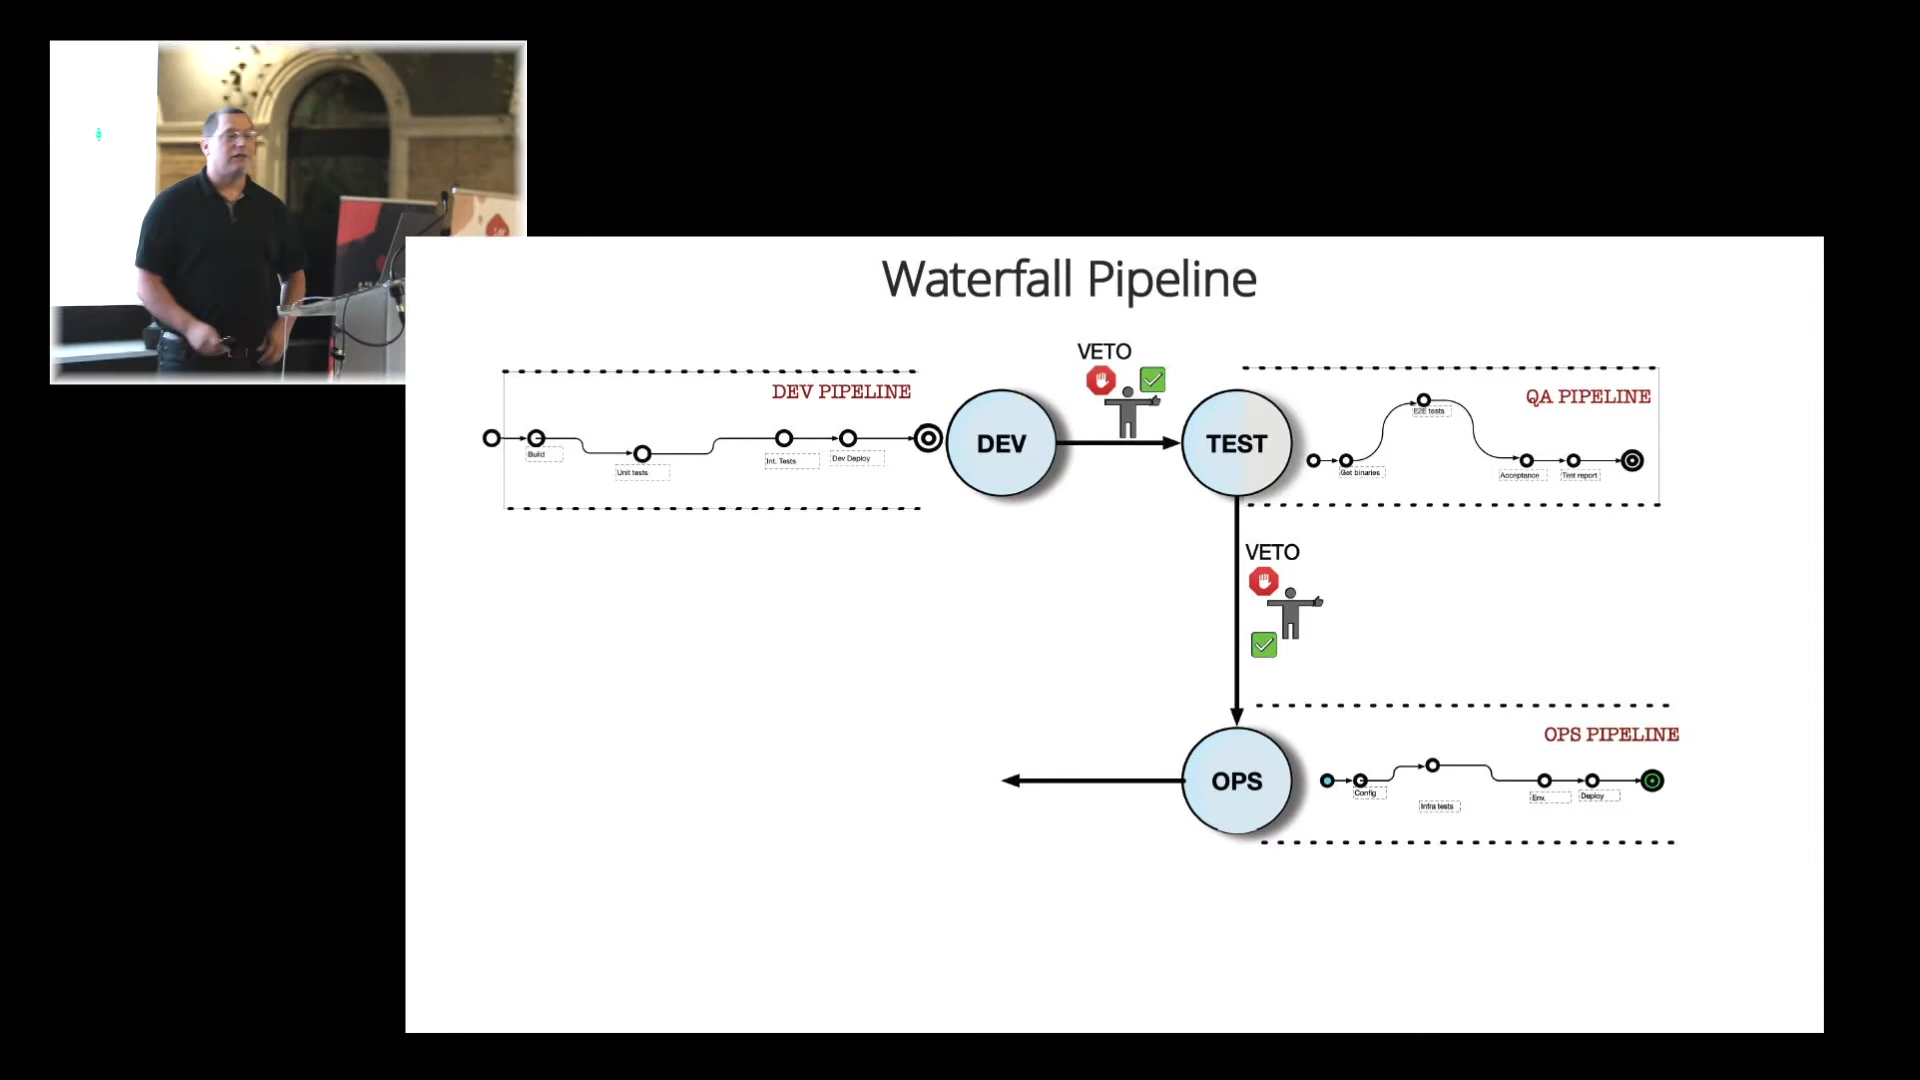 Waterfall Pipeline
VETO
DEV PIPELINE
QA PIPELINE
DEV
TEST
Build
Unit tests
Int. Tests
Dev Deploy
Get binaries
E2E tests
Acceptance
Test report
VETO
OPS PIPELINE
OPS
Config
Infra tests
Env.
Deploy